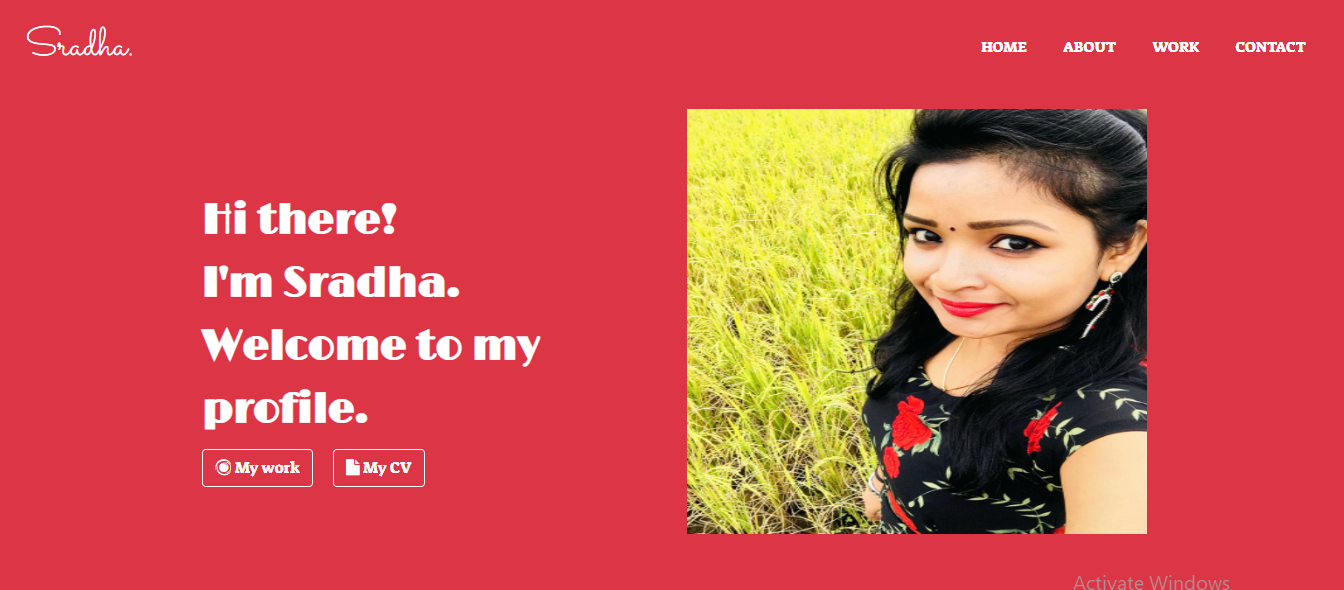 Sradha.
HOME ABOUT WORK CONTACT
Hi there!
I'm Sradha.
Welcome to my
profile.
My work My CV
Activate Windows